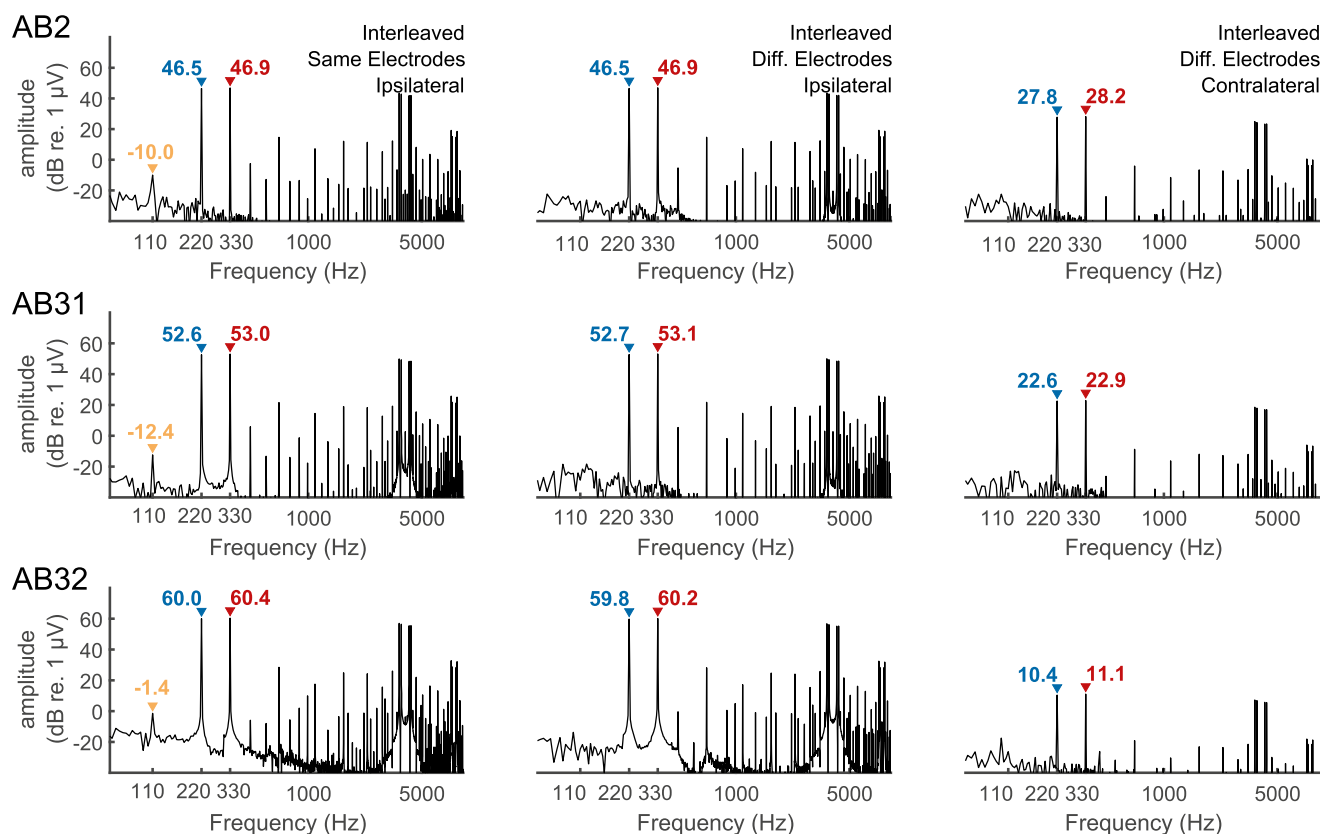 AB2
Interleaved
Same Electrodes
Ipsilateral
Interleaved
Diff. Electrodes
Ipsilateral
Interleaved
Diff. Electrodes
Contralateral
amplitude
(dB re. 1 µV)
60
40
20
0
-20
-10.0
46.5
46.9
46.5
46.9
27.8
28.2
110 220 330 1000 5000
110 220 330 1000 5000
110 220 330 1000 5000
Frequency (Hz)
Frequency (Hz)
Frequency (Hz)
AB31
amplitude
(dB re. 1 µV)
60
40
20
0
-20
-12.4
52.6
53.0
52.7
53.1
22.6
22.9
110 220 330 1000 5000
110 220 330 1000 5000
110 220 330 1000 5000
Frequency (Hz)
Frequency (Hz)
Frequency (Hz)
AB32
amplitude
(dB re. 1 µV)
60
40
20
0
-20
-1.4
60.0
60.4
59.8
60.2
10.4
11.1
110 220 330 1000 5000
110 220 330 1000 5000
110 220 330 1000 5000
Frequency (Hz)
Frequency (Hz)
Frequency (Hz)